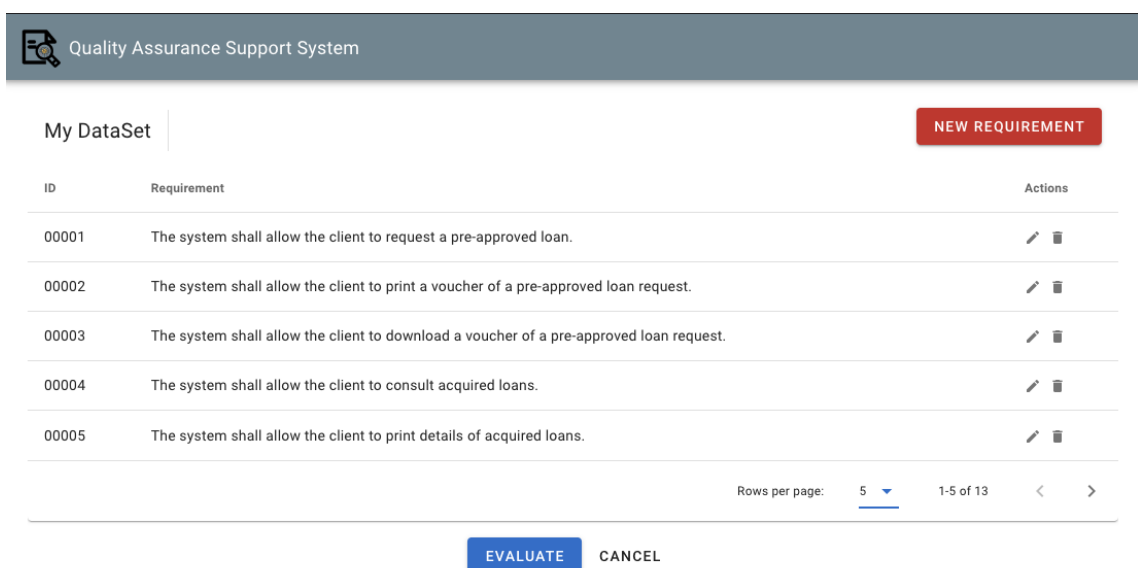 Quality Assurance Support System
My DataSet
NEW REQUIREMENT
ID Requirement Actions
00001 The system shall allow the client to request a pre-approved loan.
00002 The system shall allow the client to print a voucher of a pre-approved loan request.
00003 The system shall allow the client to download a voucher of a pre-approved loan request.
00004 The system shall allow the client to consult acquired loans.
00005 The system shall allow the client to print details of acquired loans.
Rows per page: 5 1-5 of 13
EVALUATE CANCEL